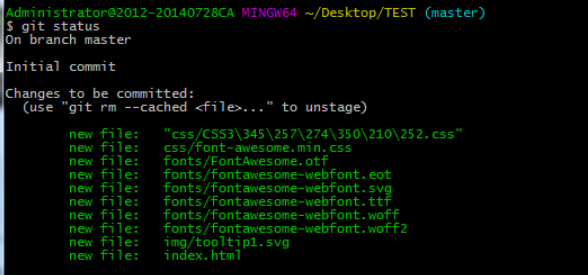 Administrator@2012-20140728CA MINGW64 ~/Desktop/TEST (master)
$ git status
On branch master
Initial commit
Changes to be committed:
(use "git rm --cached <file>..." to unstage)
new file: "css/CSS3\345\257\274\350\210\252.css"
new file: css/font-awesome.min.css
new file: fonts/FontAwesome.otf
new file: fonts/fontawesome-webfont.eot
new file: fonts/fontawesome-webfont.svg
new file: fonts/fontawesome-webfont.ttf
new file: fonts/fontawesome-webfont.woff
new file: fonts/fontawesome-webfont.woff2
new file: img/tooltip1.svg
new file: index.html